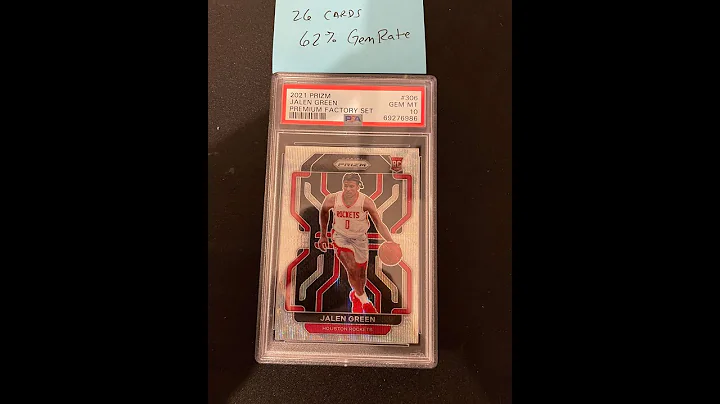 26 CARDS
62% Gem Rate
2021 PRIZM #306
JALEN GREEN GEM MT
PREMIUM FACTORY SET 10
PSA 69276986
PRIZM RC
ROCKETS
0
JALEN GREEN
HOUSTON ROCKETS